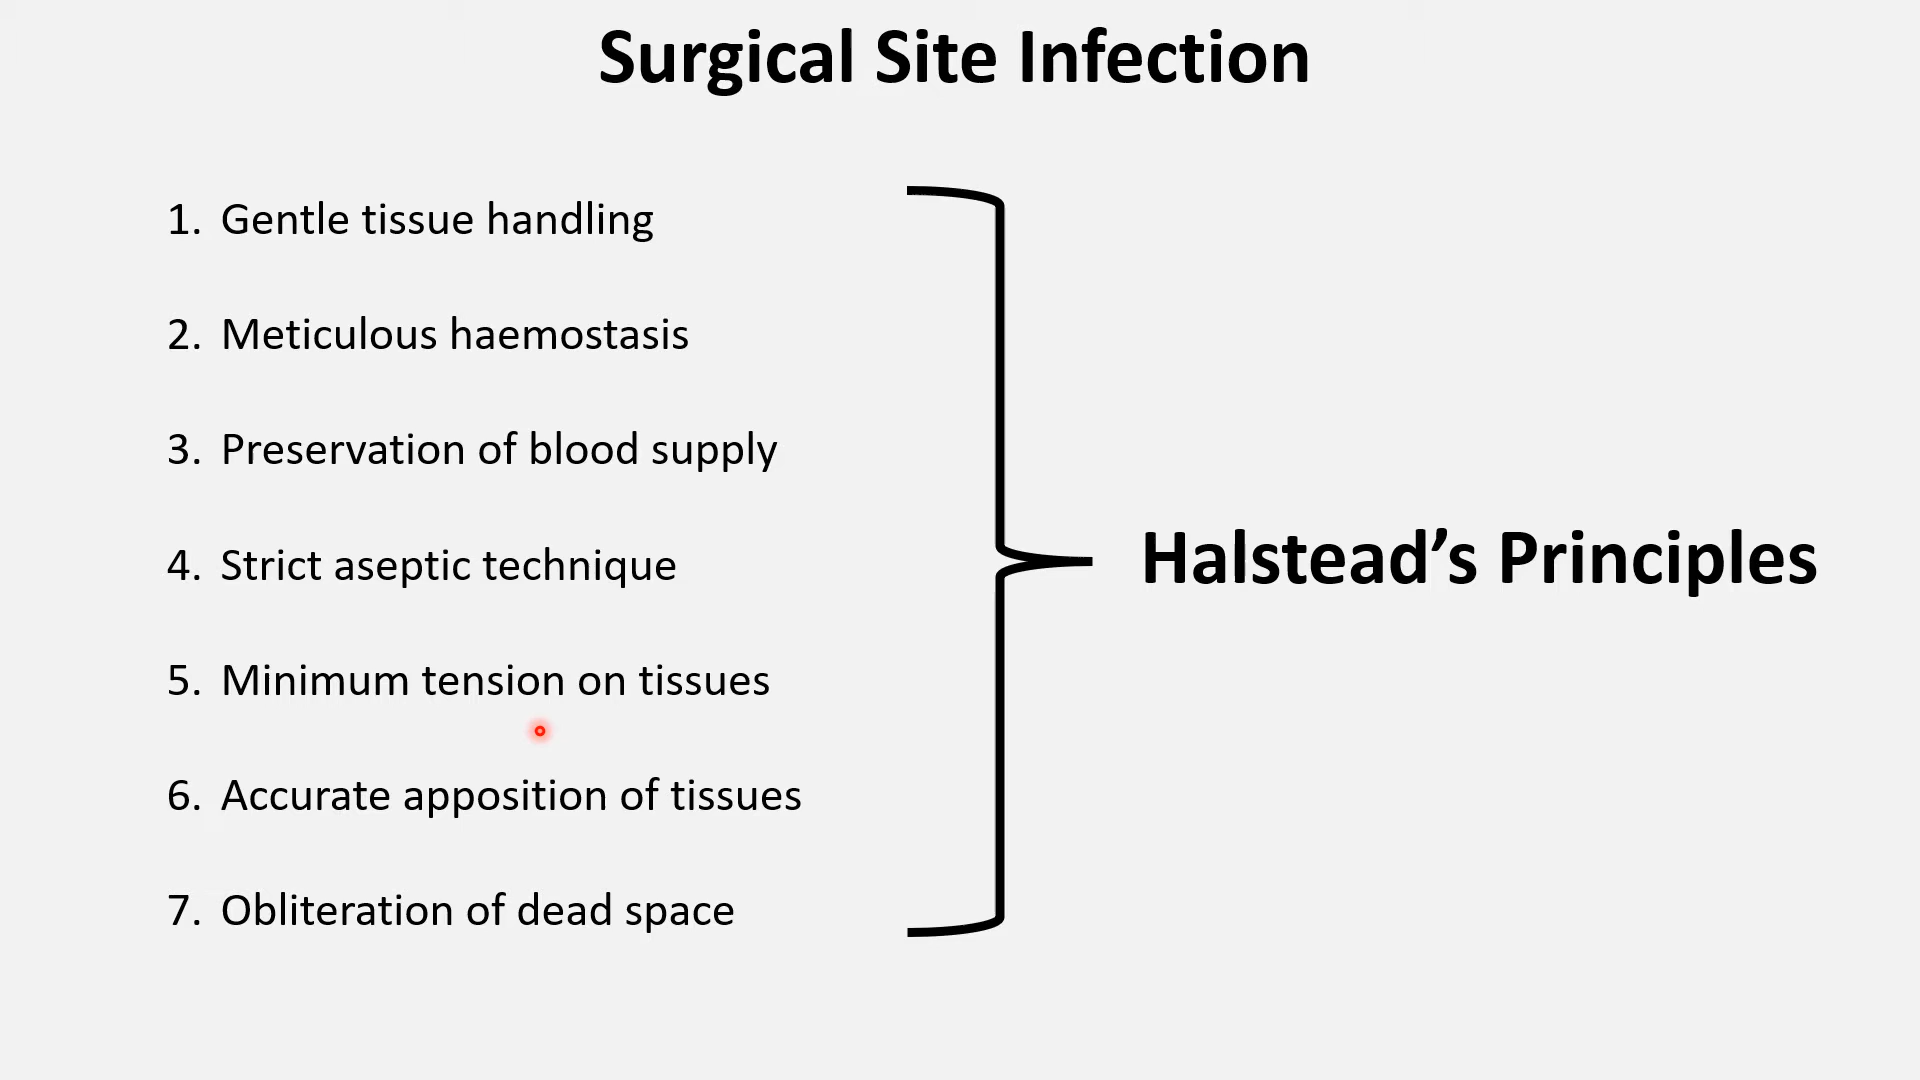 Surgical Site Infection
1. Gentle tissue handling
2. Meticulous haemostasis
3. Preservation of blood supply
4. Strict aseptic technique
5. Minimum tension on tissues
6. Accurate apposition of tissues
7. Obliteration of dead space
Halstead’s Principles